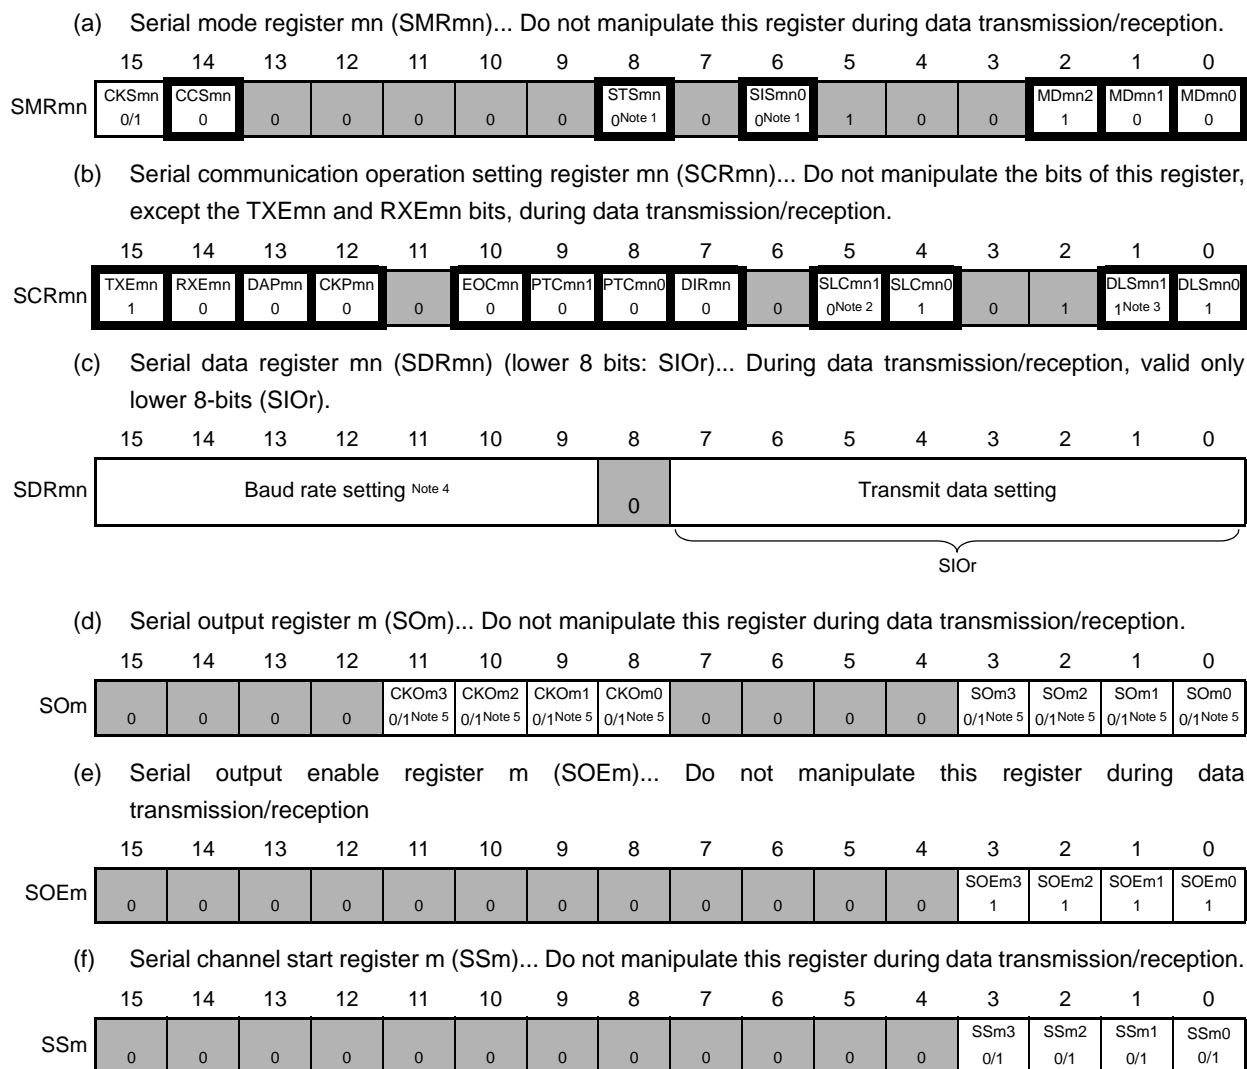 (a) Serial mode register mn (SMRmn)... Do not manipulate this register during data transmission/reception.
15 14 13 12 11 10 9 8 7 6 5 4 3 2 1 0
SMRmn
CKSmn CCSmn STSmn SISmn0 MDmn2 MDmn1 MDmn0
0/1 0 0 0 0 0 0 0Note 1 0 0Note 1 1 0 0 1 0 0
(b) Serial communication operation setting register mn (SCRmn)... Do not manipulate the bits of this register,
except the TXEmn and RXEmn bits, during data transmission/reception.
15 14 13 12 11 10 9 8 7 6 5 4 3 2 1 0
SCRmn
TXEmn RXEmn DAPmn CKPmn EOCmn PTCmn1 PTCmn0 DIRmn SLCmn1 SLCmn0 DLSmn1 DLSmn0
1 0 0 0 0 0 0 0 0 0 0Note 2 1 0 1 1Note 3 1
(c) Serial data register mn (SDRmn) (lower 8 bits: SIOr)... During data transmission/reception, valid only
lower 8-bits (SIOr).
15 14 13 12 11 10 9 8 7 6 5 4 3 2 1 0
SDRmn Baud rate setting Note 4 0 Transmit data setting
SIOr
(d) Serial output register m (SOm)... Do not manipulate this register during data transmission/reception.
15 14 13 12 11 10 9 8 7 6 5 4 3 2 1 0
SOm
CKOm3 CKOm2 CKOm1 CKOm0 SOm3 SOm2 SOm1 SOm0
0 0 0 0 0/1Note 5 0/1Note 5 0/1Note 5 0/1Note 5 0 0 0 0 0/1Note 5 0/1Note 5 0/1Note 5 0/1Note 5
(e) Serial output enable register m (SOEm)... Do not manipulate this register during data
transmission/reception
15 14 13 12 11 10 9 8 7 6 5 4 3 2 1 0
SOEm
SOEm3 SOEm2 SOEm1 SOEm0
0 0 0 0 0 0 0 0 0 0 0 0 1 1 1 1
(f) Serial channel start register m (SSm)... Do not manipulate this register during data transmission/reception.
15 14 13 12 11 10 9 8 7 6 5 4 3 2 1 0
SSm
SSm3 SSm2 SSm1 SSm0
0 0 0 0 0 0 0 0 0 0 0 0 0/1 0/1 0/1 0/1